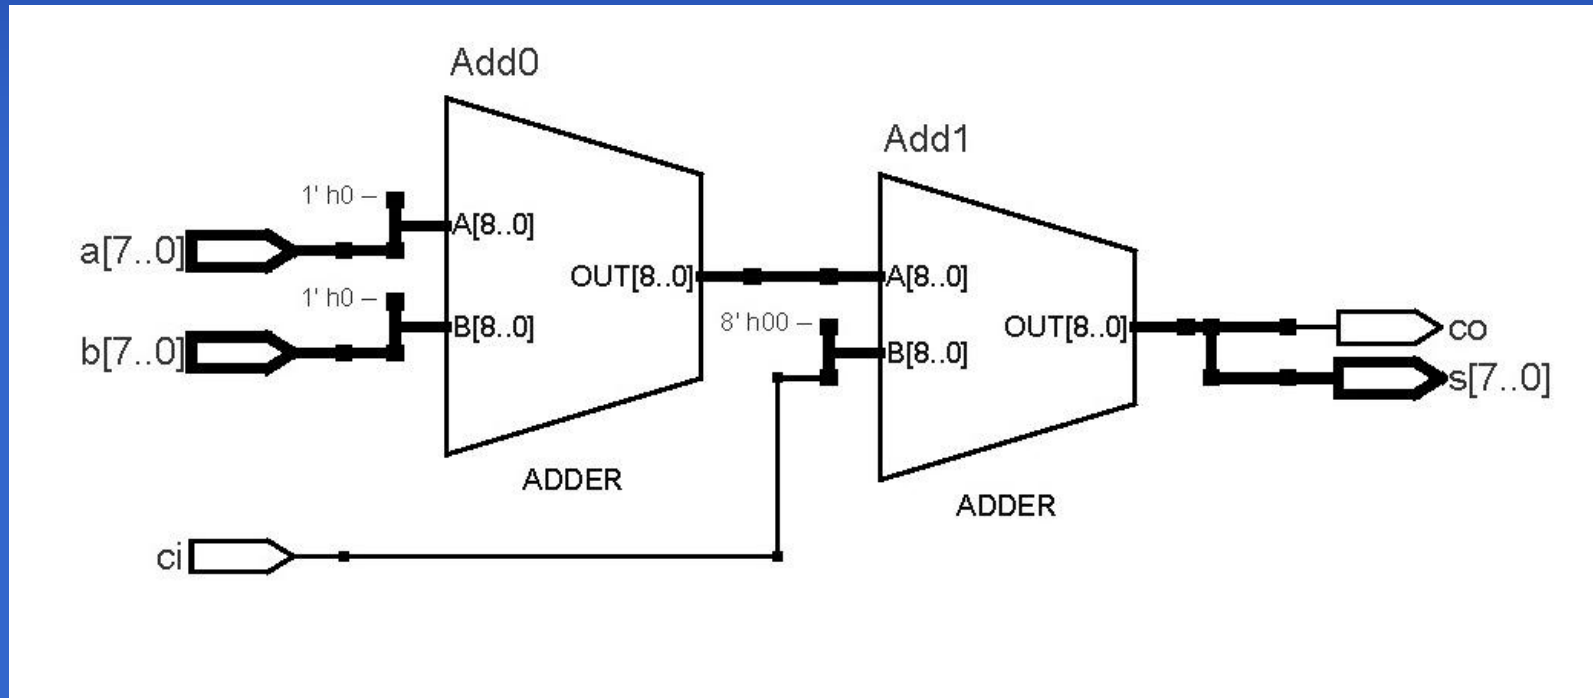 Add0
Add1
1' h0
A[8..0]
a[7..0]
OUT[8..0]
A[8..0]
1' h0
B[8..0]
8' h00
OUT[8..0]
co
b[7..0]
B[8..0]
s[7..0]
ADDER
ADDER
ci